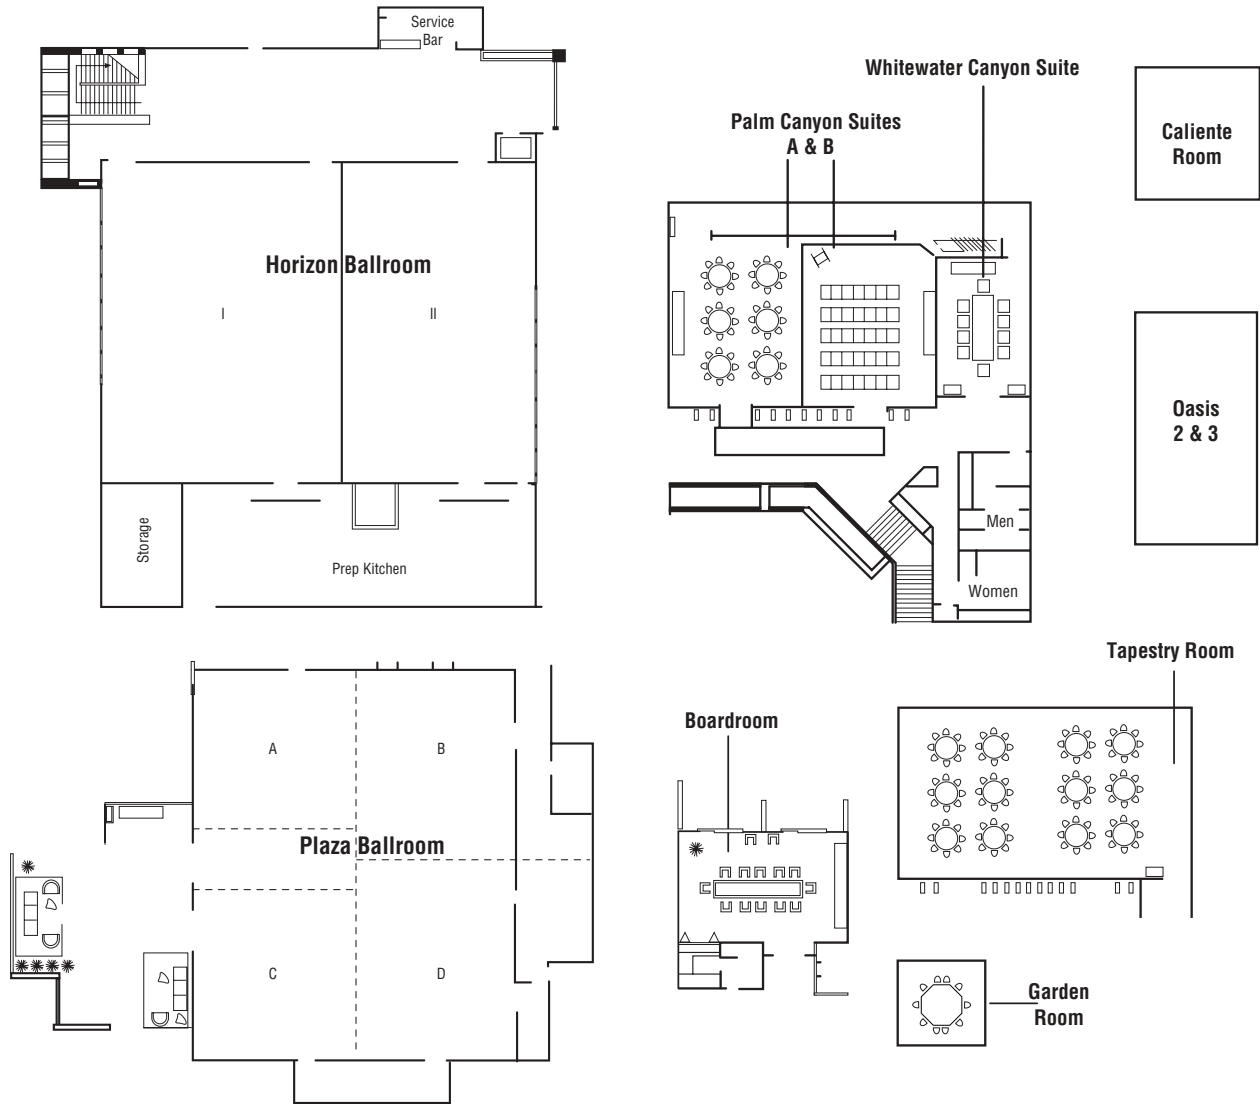 Service
Bar
Whitewater Canyon Suite
Palm Canyon Suites
A & B
Caliente
Room
Horizon Ballroom
I
II
Oasis
2 & 3
Storage
Prep Kitchen
Men
Women
Tapestry Room
Boardroom
A
B
Plaza Ballroom
C
D
Garden
Room